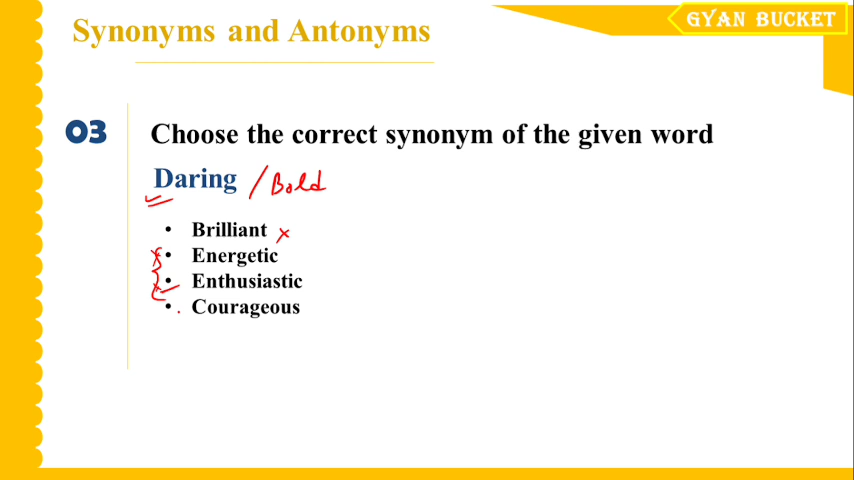 GYAN BUCKET
Synonyms and Antonyms
03
Choose the correct synonym of the given word
Daring / Bold
• Brilliant ×
• Energetic
• Enthusiastic
• Courageous